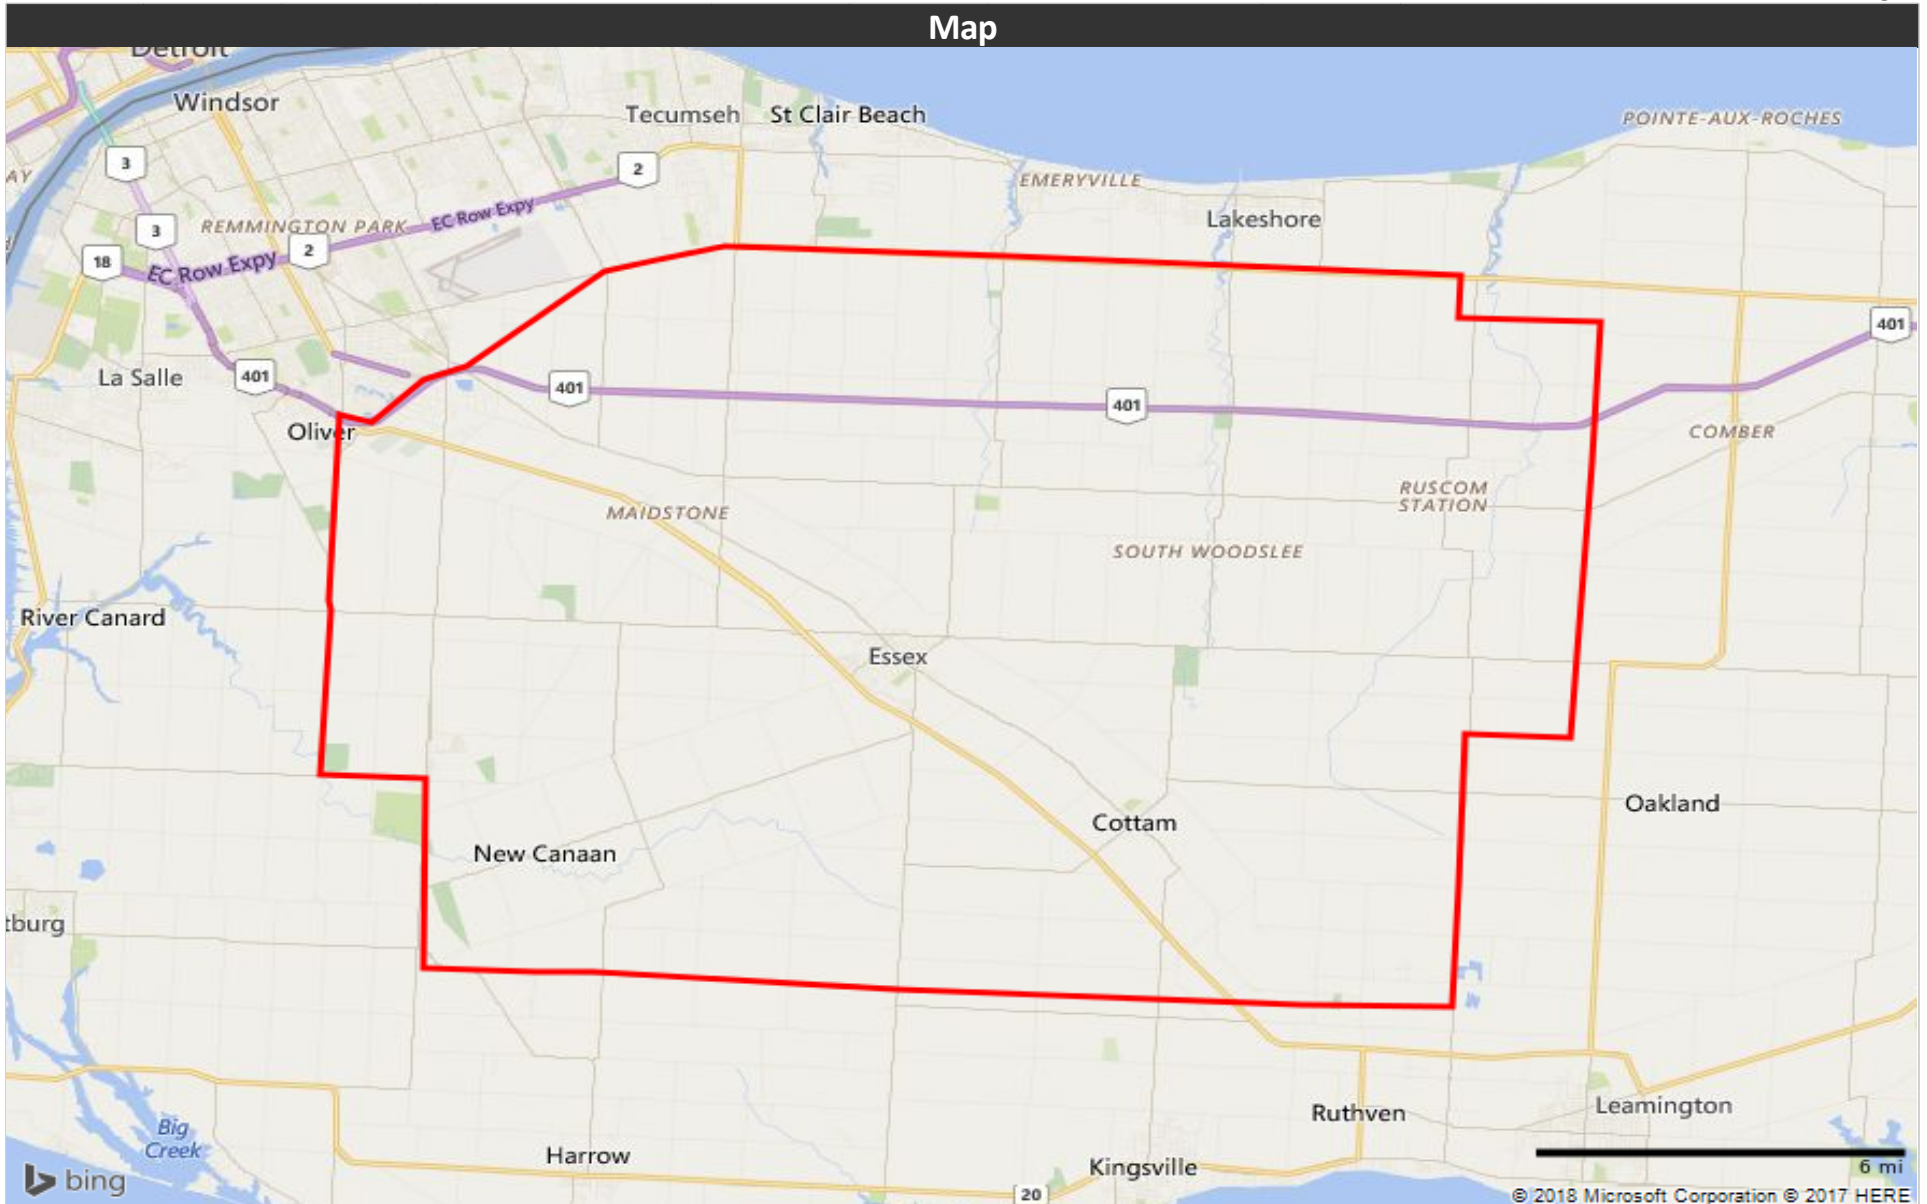 Map
Detroit
Windsor
Tecumseh
St Clair Beach
POINTE-AUX-ROCHES
3
2
AY
EMERYVILLE
3
REMMINGTON PARK
EC Row Expy
Lakeshore
2
18
EC Row Expy
401
La Salle
401
401
401
Oliver
COMBER
RUSCOM
STATION
MAIDSTONE
SOUTH WOODSLEE
River Canard
Essex
Oakland
Cottam
New Canaan
tburg
Ruthven
Leamington
Big
Creek
Harrow
Kingsville
6 mi
bing
20
© 2018 Microsoft Corporation © 2017 HERE